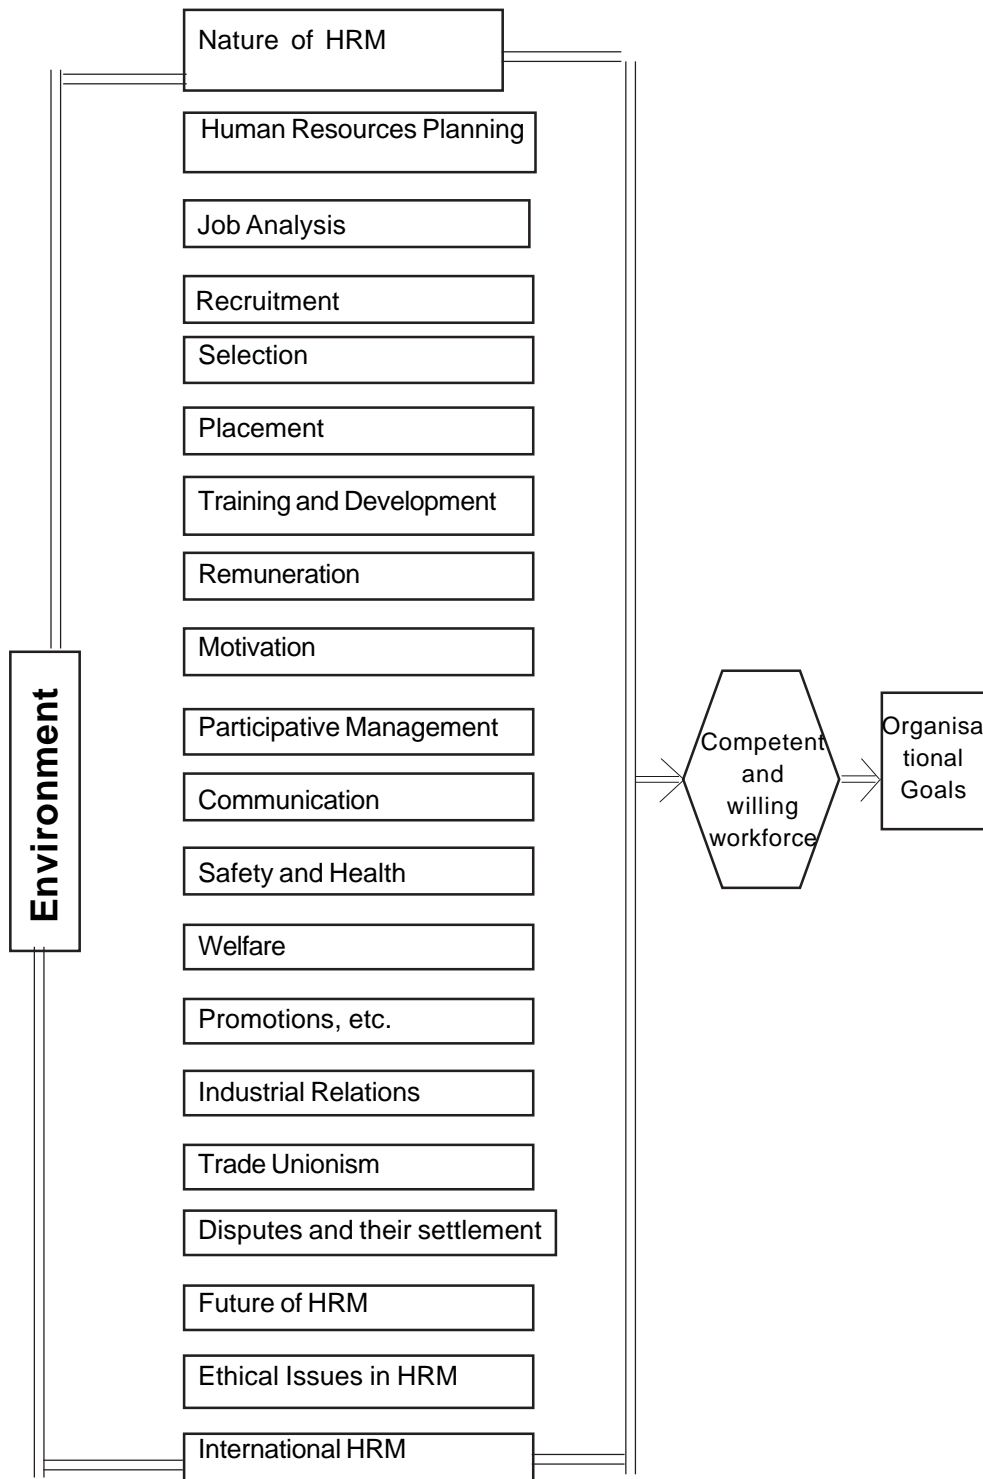 Nature of HRM
Human Resources Planning
Job Analysis
Recruitment
Selection
Placement
Training and Development
Remuneration
Motivation
Participative Management
Communication
Safety and Health
Welfare
Promotions, etc.
Industrial Relations
Trade Unionism
Disputes and their settlement
Future of HRM
Ethical Issues in HRM
International HRM
Environment
Competent
and
willing
workforce
Organisa
tional
Goals